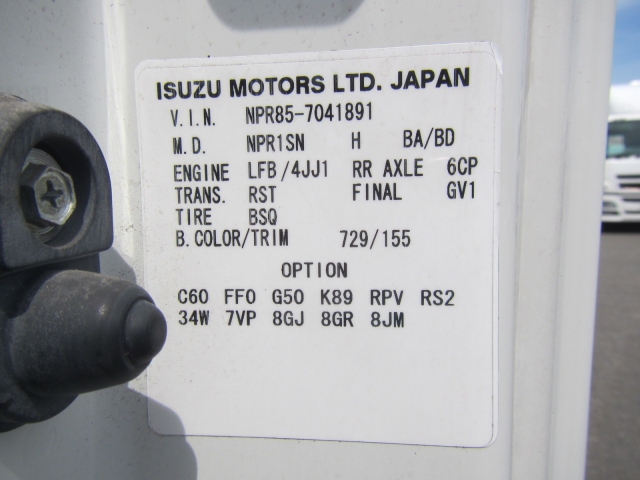 ISUZU MOTORS LTD. JAPAN
V.I.N. NPR85-7041891
M.D. NPR1SN H BA/BD
ENGINE LFB/4JJ1 RR AXLE 6CP
TRANS. RST FINAL GV1
TIRE BSQ
B.COLOR/TRIM 729/155
OPTION
C60 FF0 G50 K89 RPV RS2
34W 7VP 8GJ 8GR 8JM